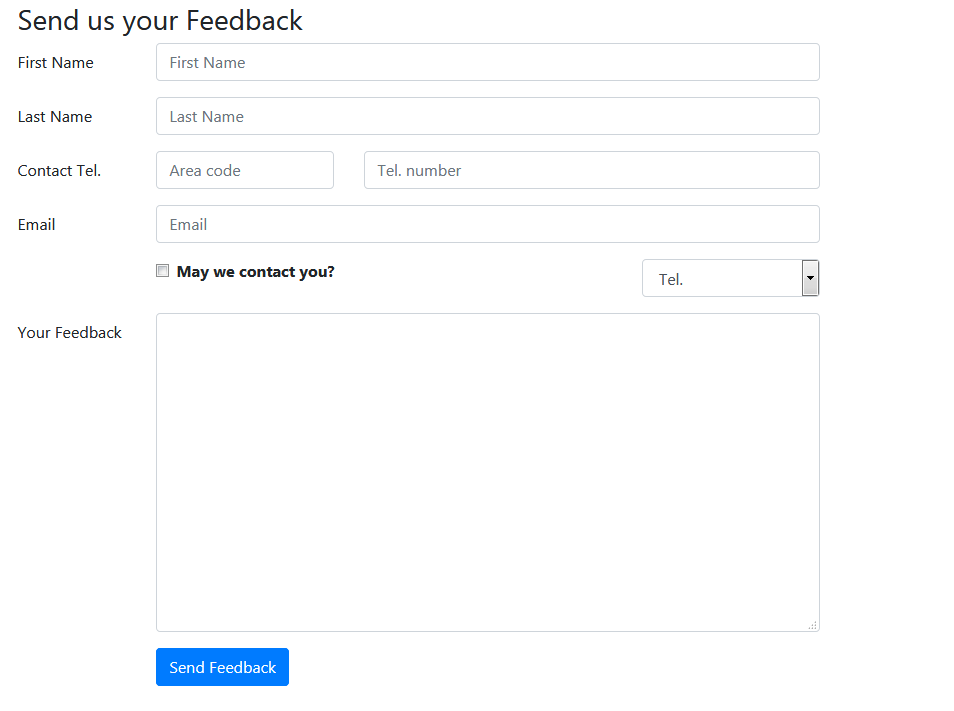 Send us your Feedback
First Name First Name
Last Name Last Name
Contact Tel. Area code Tel. number
Email Email
May we contact you? Tel.
Your Feedback
Send Feedback